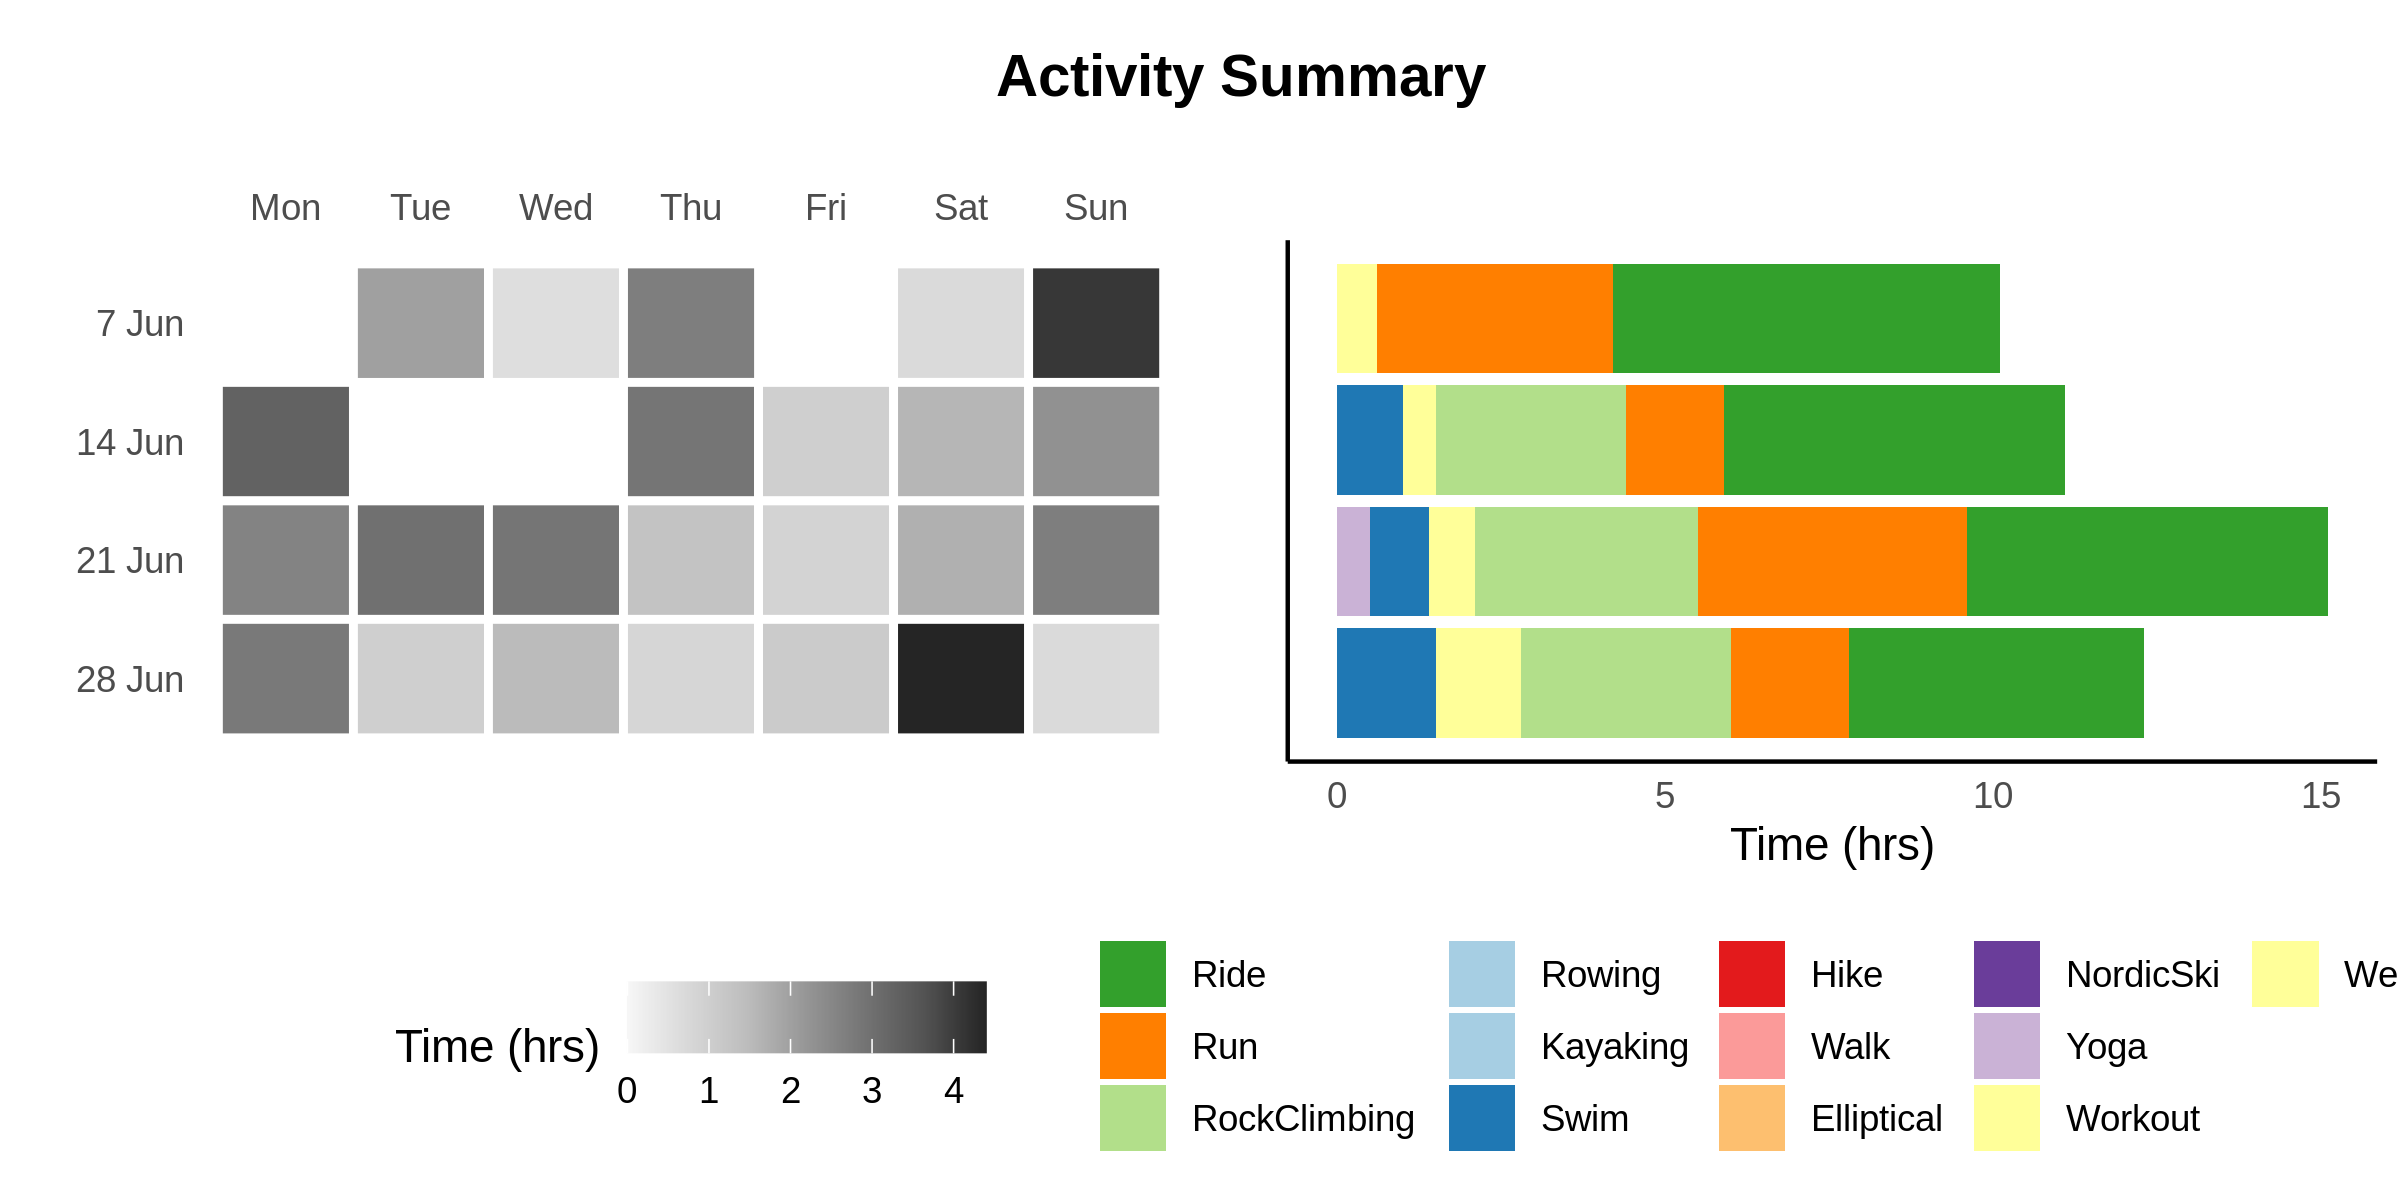 Activity Summary
Mon Tue Wed Thu Fri Sat Sun
7 Jun
14 Jun
21 Jun
28 Jun
0 5 10 15
Time (hrs)
Time (hrs)
0 1 2 3 4
Ride Rowing Hike NordicSki We
Run Kayaking Walk Yoga
RockClimbing Swim Elliptical Workout